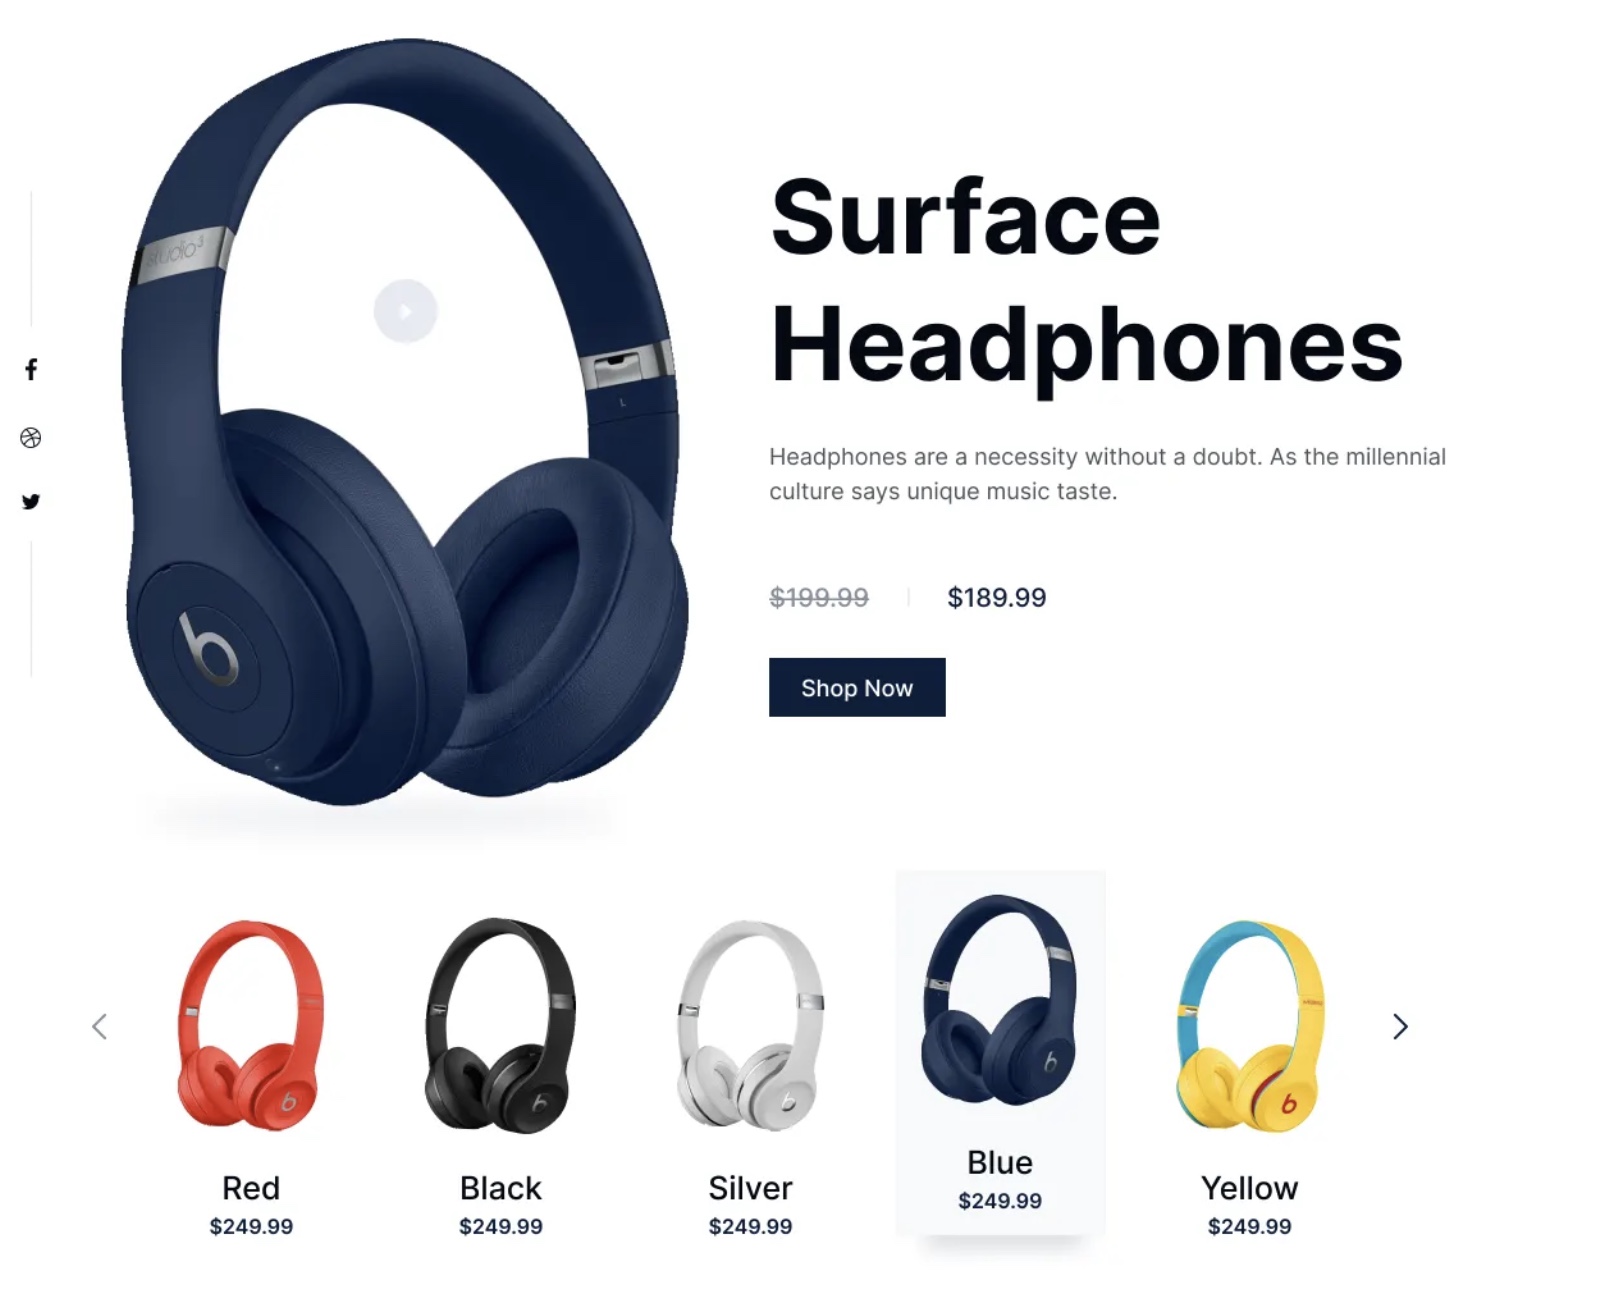 studio3
L
Surface
Headphones
Headphones are a necessity without a doubt. As the millennial
culture says unique music taste.
$199.99 $189.99
Shop Now
Red
$249.99
Black
$249.99
Silver
$249.99
Blue
$249.99
Yellow
$249.99